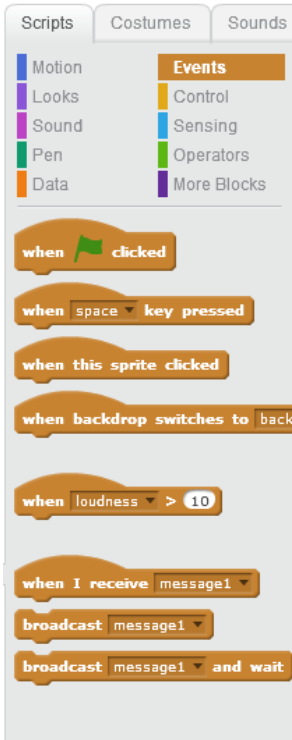 Scripts Costumes Sounds
Motion Events
Looks Control
Sound Sensing
Pen Operators
Data More Blocks
when clicked
when space key pressed
when this sprite clicked
when backdrop switches to back
when loudness > 10
when I receive message1
broadcast message1
broadcast message1 and wait